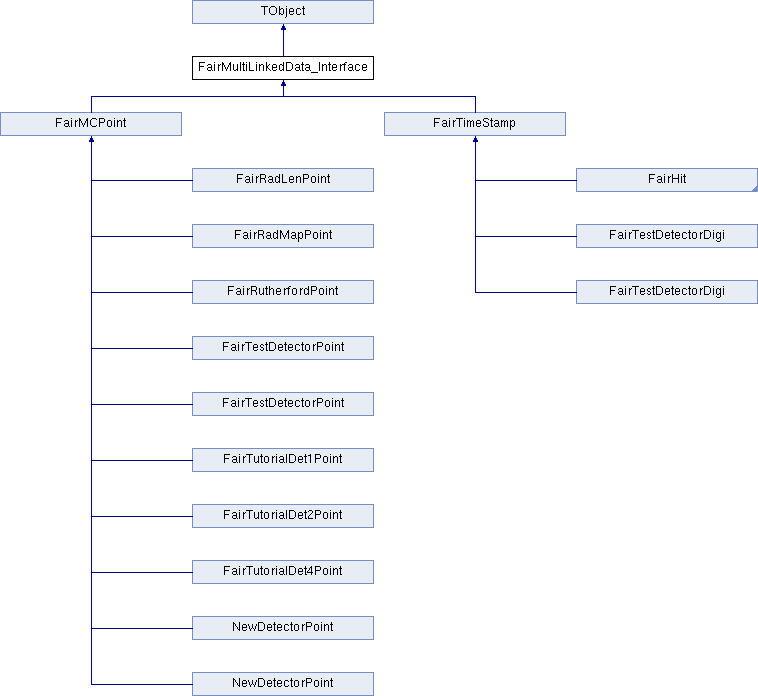 TObject
FairMultiLinkedData_Interface
FairMCPoint
FairTimeStamp
FairRadLenPoint
FairHit
FairRadMapPoint
FairTestDetectorDigi
FairRutherfordPoint
FairTestDetectorDigi
FairTestDetectorPoint
FairTestDetectorPoint
FairTutorialDet1Point
FairTutorialDet2Point
FairTutorialDet4Point
NewDetectorPoint
NewDetectorPoint